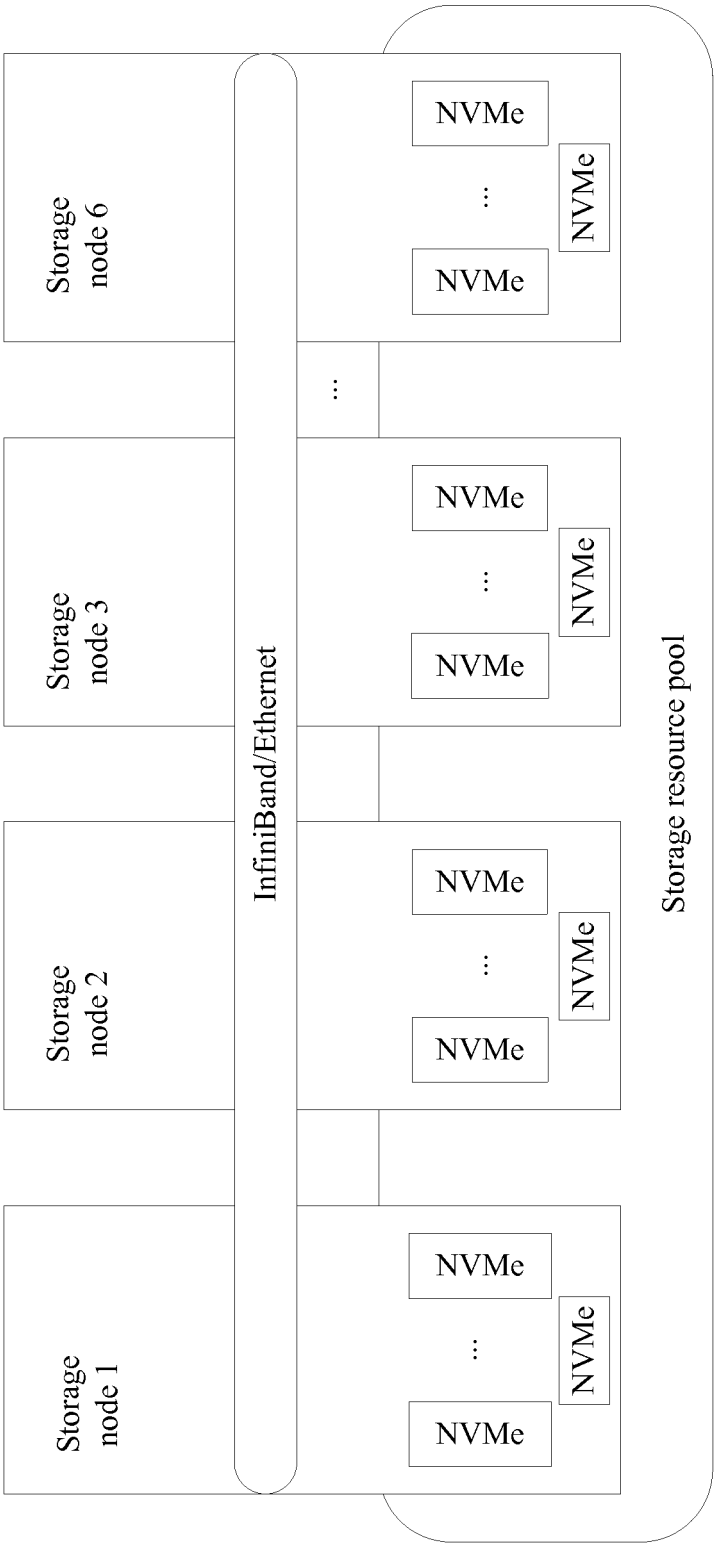 Storage
node 1
Storage
node 2
Storage
node 3
Storage
node 6
InfiniBand/Ethernet
...
NVMe
...
NVMe
NVMe
NVMe
...
NVMe
NVMe
NVMe
...
NVMe
NVMe
NVMe
...
NVMe
NVMe
Storage resource pool